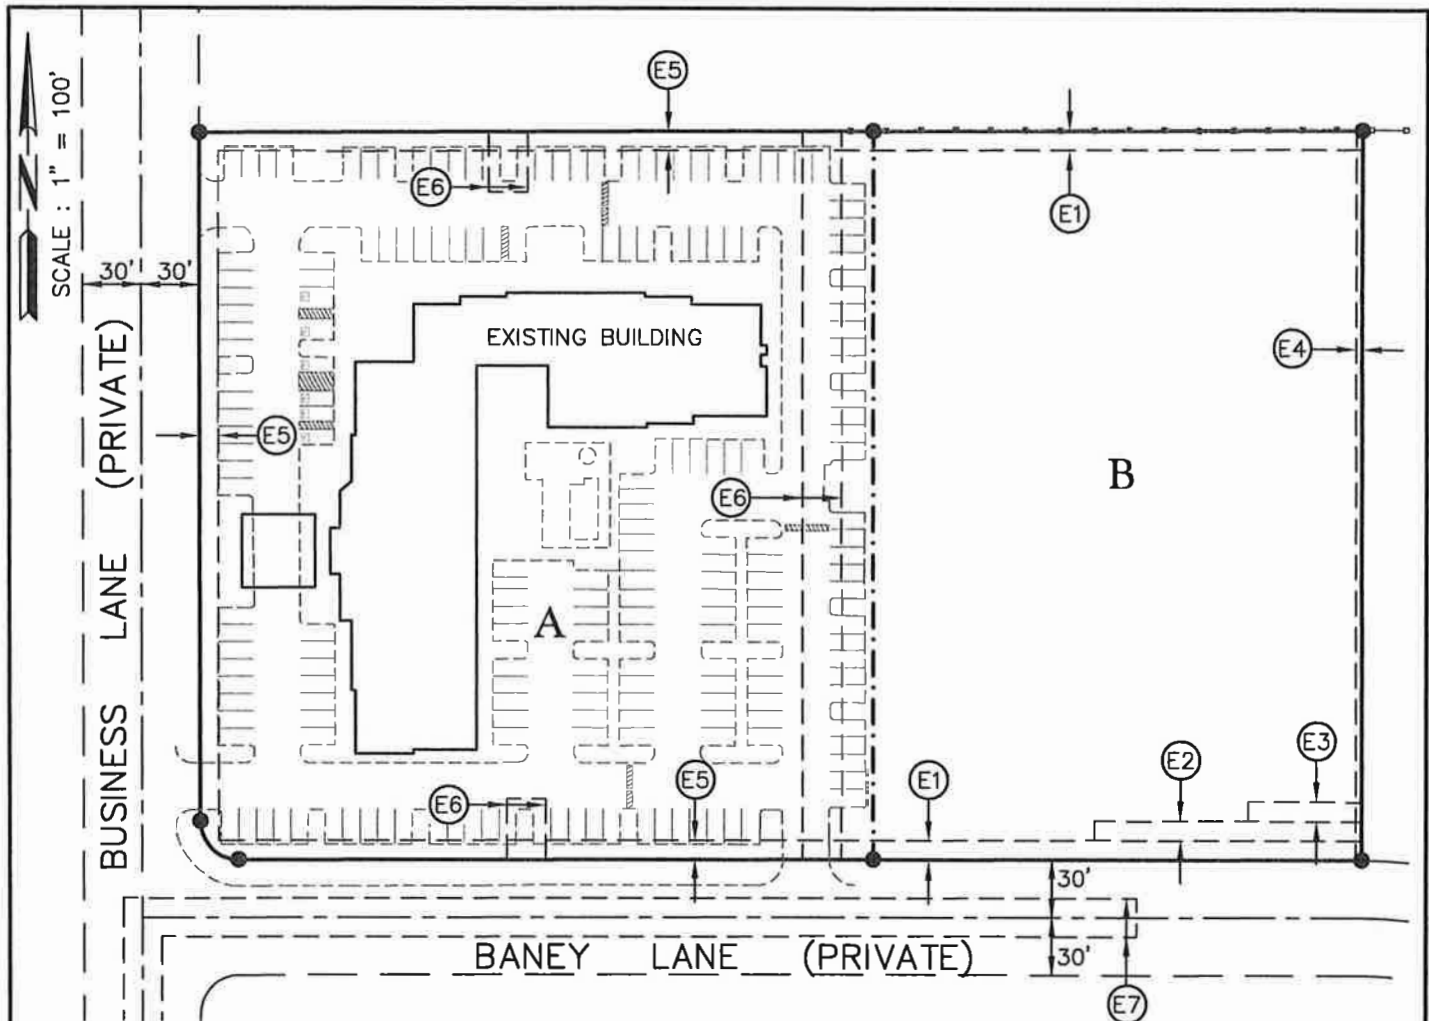 E5
N
SCALE : 1" = 100'
E6
E1
30' 30'
EXISTING BUILDING
E4
E5
BUSINESS LANE (PRIVATE)
B
E6
A
E3
E2
E5
E1
E6
30'
BANEY LANE (PRIVATE)
30'
E7